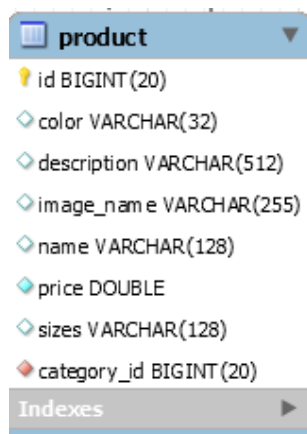 product
id BIGINT(20)
color VARCHAR(32)
description VARCHAR(512)
image_name VARCHAR(255)
name VARCHAR(128)
price DOUBLE
sizes VARCHAR(128)
category_id BIGINT(20)
Indexes